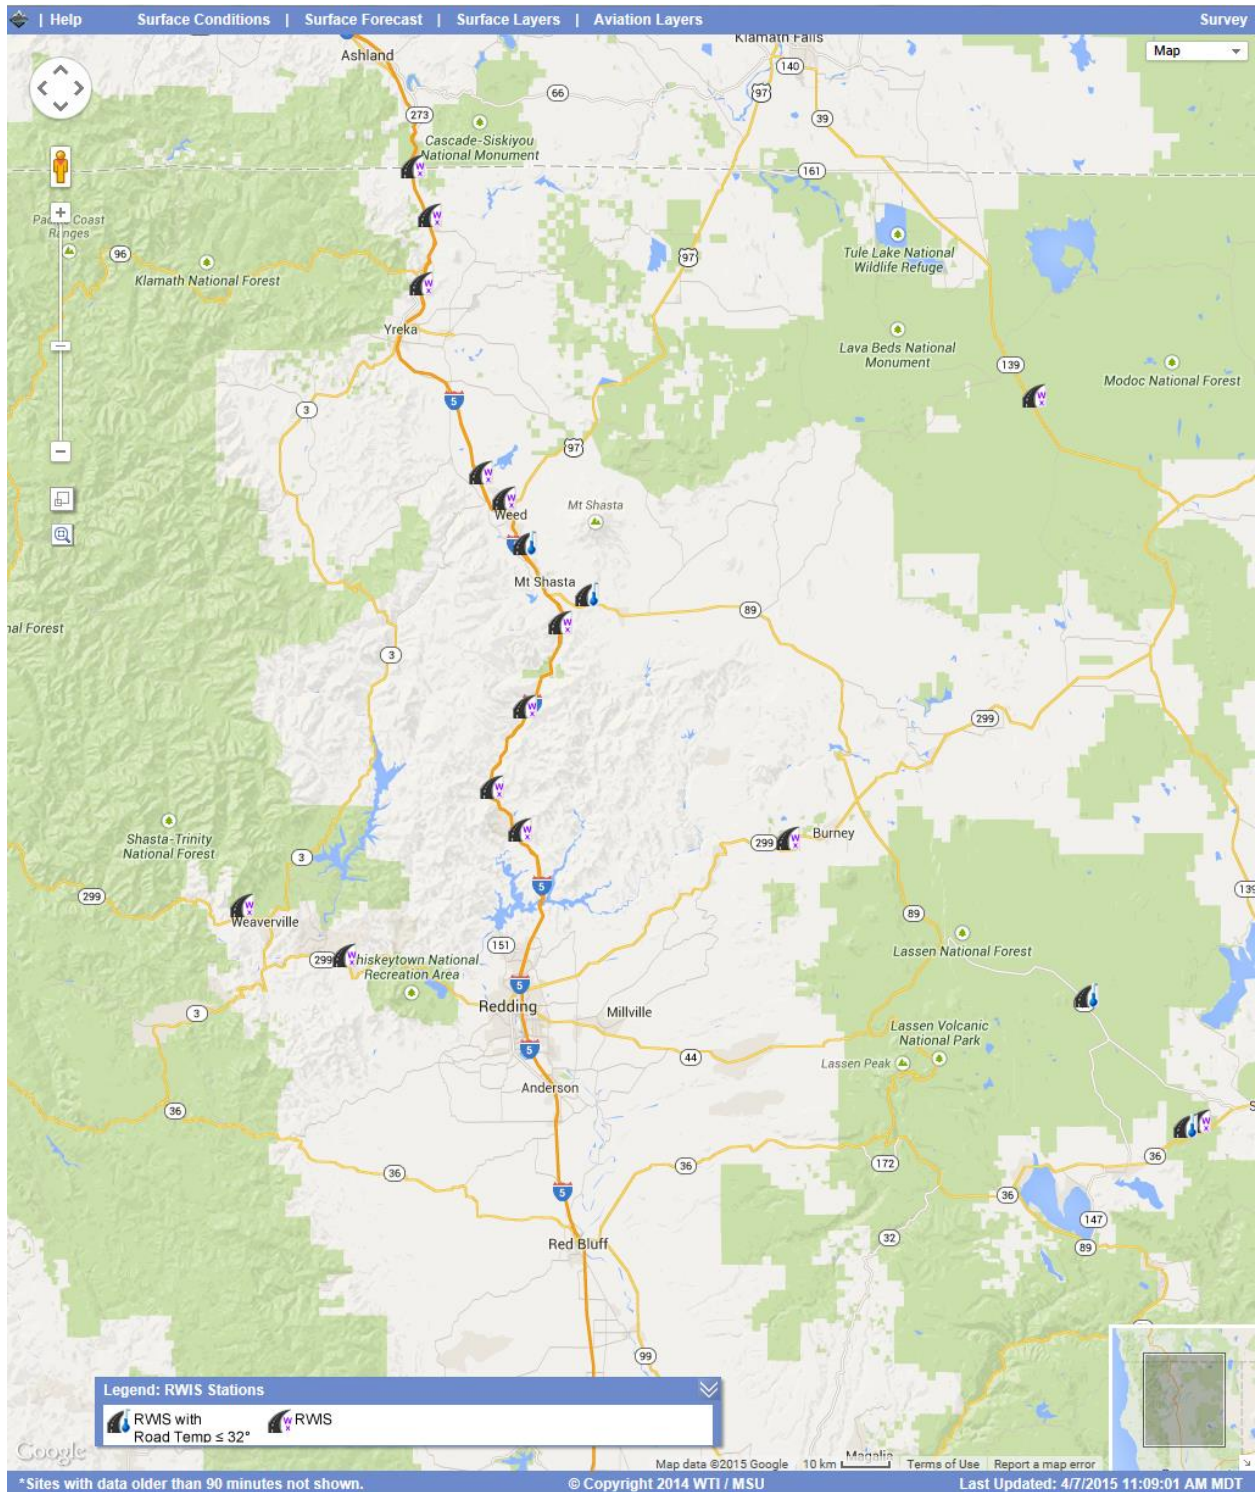 | Help Surface Conditions | Surface Forecast | Surface Layers | Aviation Layers Survey
Klamath Falls
Map
Ashland
140
66
97
273
39
Cascade-Siskiyou
National Monument
161
Pacific Coast
Ranges
96
Klamath National Forest
97
Tule Lake National
Wildlife Refuge
Yreka
Lava Beds National
Monument
139
Modoc National Forest
5
3
97
Mt Shasta
Weed
Mt Shasta
89
nal Forest
3
299
Shasta-Trinity
National Forest
299
Burney
3
5
299
139
Weaverville
89
151
Lassen National Forest
299
hiskeytown National
Recreation Area
5
Redding
Millville
3
Lassen Volcanic
National Park
5
44
Lassen Peak
Anderson
36
S
36
36
172
36
5
36
147
32
Red Bluff
89
99
Legend: RWIS Stations
RWIS with
Road Temp ≤ 32°
RWIS
Google
Magalia
Map data ©2015 Google 10 km Terms of Use Report a map error
*Sites with data older than 90 minutes not shown. © Copyright 2014 WTI / MSU Last Updated: 4/7/2015 11:09:01 AM MDT